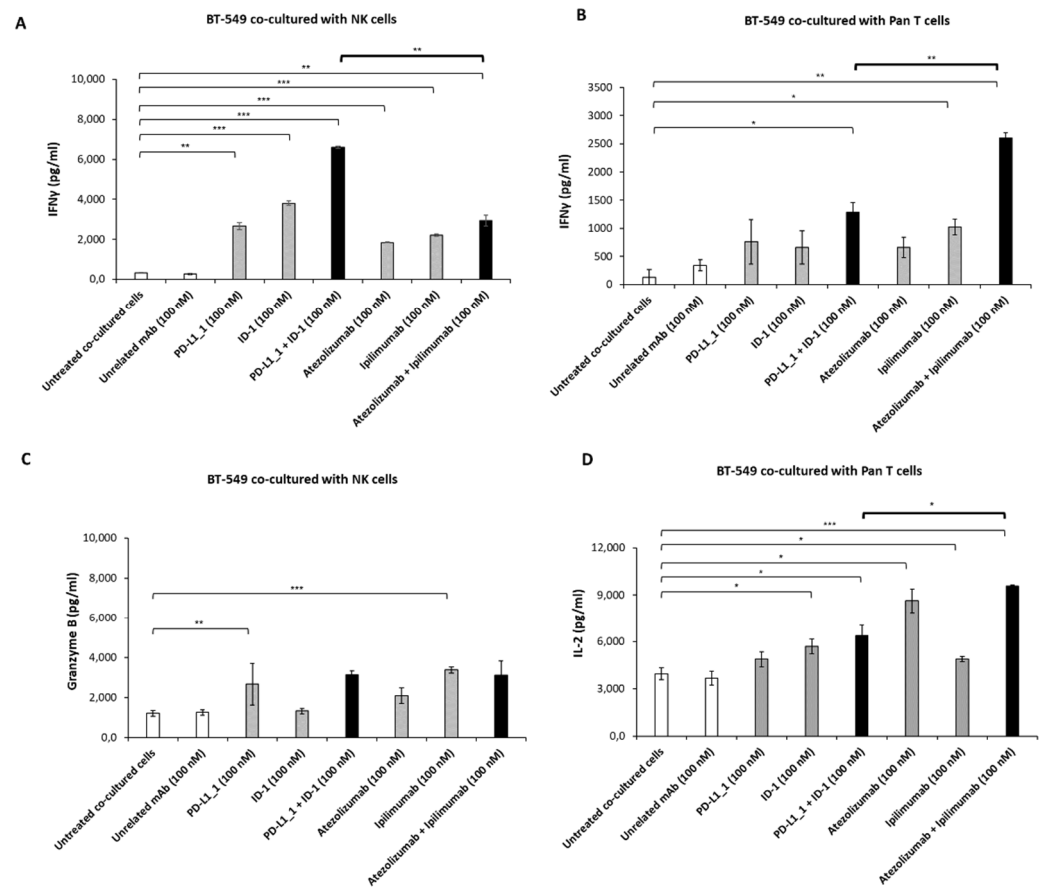 A
BT-549 co-cultured with NK cells
**
**
***
***
***
***
**
10,000
8,000
6,000
4,000
2,000
0,0
IFNγ (pg/ml)
Untreated co-cultured cells
Unrelated mAb (100 nM)
PD-L1_1 (100 nM)
ID-1 (100 nM)
PD-L1_1 + ID-1 (100 nM)
Atezolizumab (100 nM)
Ipilimumab (100 nM)
Atezolizumab + Ipilimumab (100 nM)
B
BT-549 co-cultured with Pan T cells
**
**
*
*
3500
3000
2500
2000
1500
1000
500
0
IFNγ (pg/ml)
Untreated co-cultured cells
Unrelated mAb (100 nM)
PD-L1_1 (100 nM)
ID-1 (100 nM)
PD-L1_1 + ID-1 (100 nM)
Atezolizumab (100 nM)
Ipilimumab (100 nM)
Atezolizumab + Ipilimumab (100 nM)
C
BT-549 co-cultured with NK cells
***
**
10,000
8,000
6,000
4,000
2,000
0,0
Granzyme B (pg/ml)
Untreated co-cultured cells
Unrelated mAb (100 nM)
PD-L1_1 (100 nM)
ID-1 (100 nM)
PD-L1_1 + ID-1 (100 nM)
Atezolizumab (100 nM)
Ipilimumab (100 nM)
Atezolizumab + Ipilimumab (100 nM)
D
BT-549 co-cultured with Pan T cells
*
***
*
*
*
*
12,000
9,000
6,000
3,000
0,0
IL-2 (pg/ml)
Untreated co-cultured cells
Unrelated mAb (100 nM)
PD-L1_1 (100 nM)
ID-1 (100 nM)
PD-L1_1 + ID-1 (100 nM)
Atezolizumab (100 nM)
Ipilimumab (100 nM)
Atezolizumab + Ipilimumab (100 nM)